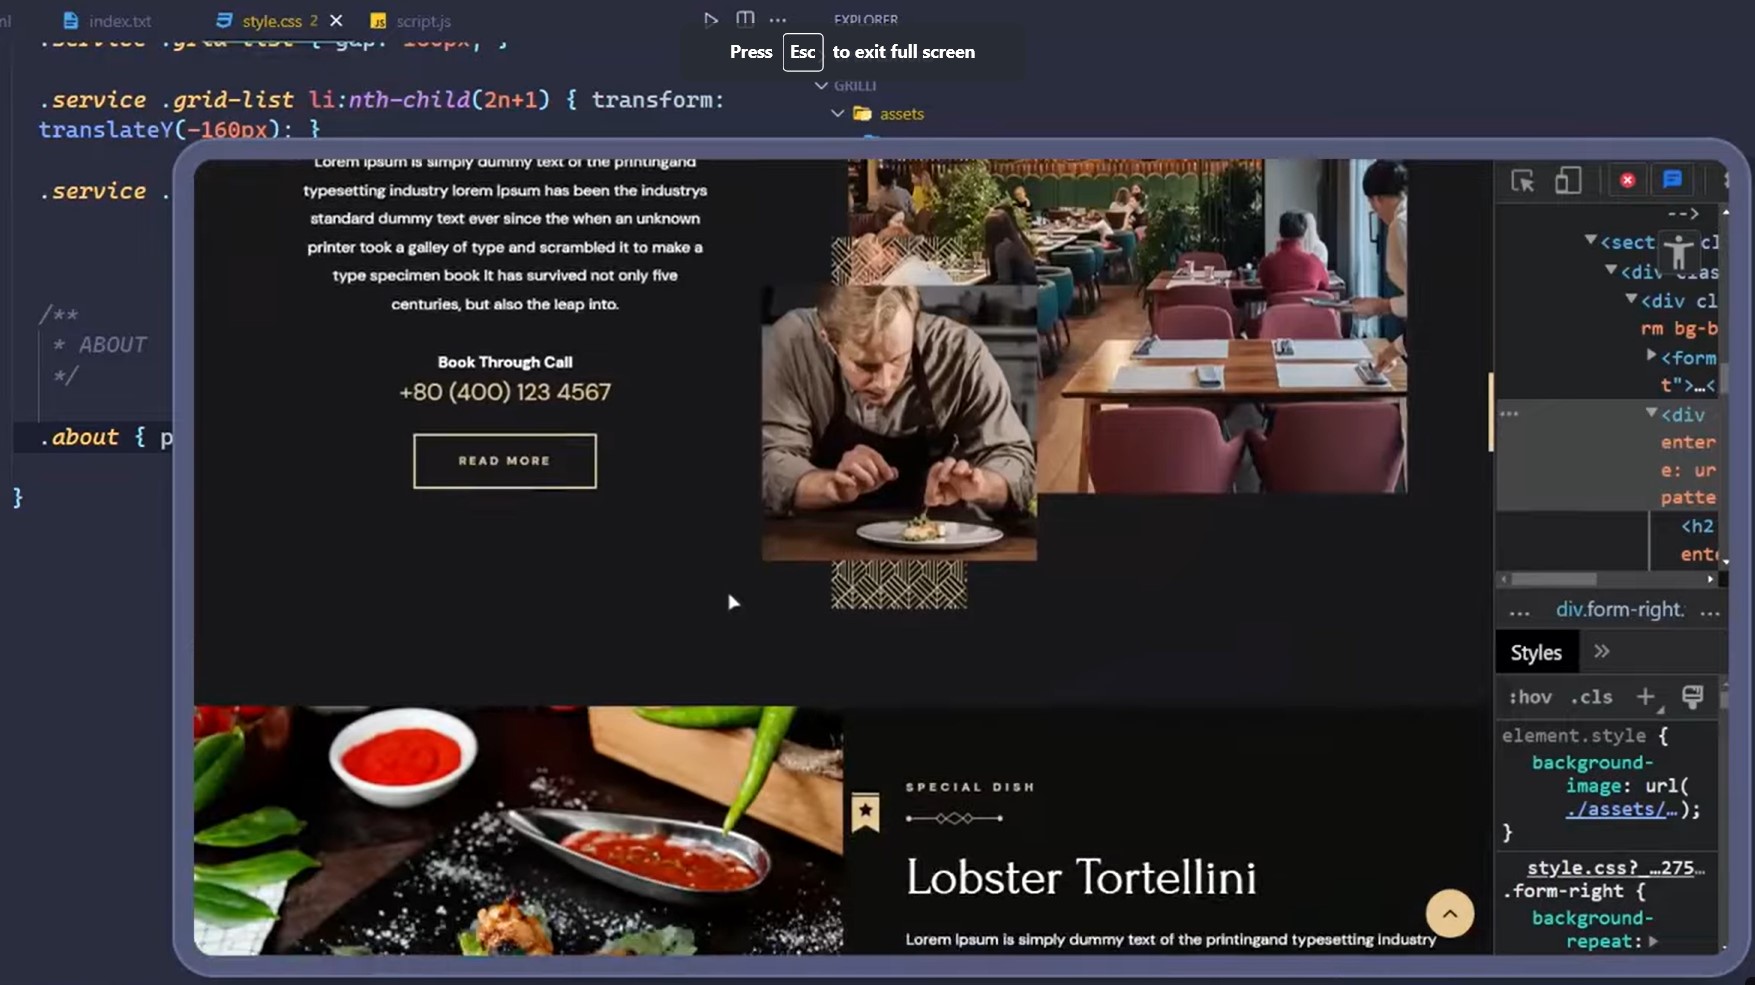 index.txt
style.css 2
script.js
EXPLORER
Press Esc to exit full screen
.service .grid-list { gap: 160px; }
GRILLI
.service .grid-list li:nth-child(2n+1) { transform:
translateY(-160px); }
assets
.service .
/**
* ABOUT
*/
.about { p
}
Lorem Ipsum is simply dummy text of the printingand
typesetting industry lorem Ipsum has been the industrys
standard dummy text ever since the when an unknown
printer took a galley of type and scrambled it to make a
type specimen book It has survived not only five
centuries, but also the leap into.
Book Through Call
+80 (400) 123 4567
READ MORE
SPECIAL DISH
Lobster Tortellini
Lorem Ipsum is simply dummy text of the printingand typesetting industry
-->
<sect
<div class
<div cl
rm bg-b
<form
t">…<
<div
enter
e: ur
patte
<h2
ente
... div.form-right. ...
Styles
:hov .cls
element.style {
background-
image: url(
./assets/…);
}
style.css?_…275…
.form-right {
background-
repeat: